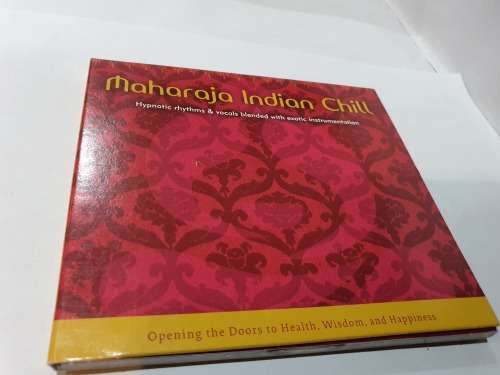 Maharaja Indian Chill
Hypnotic rhythms & vocals blended with exotic instrumentation
Opening the Doors to Health, Wisdom, and Happiness